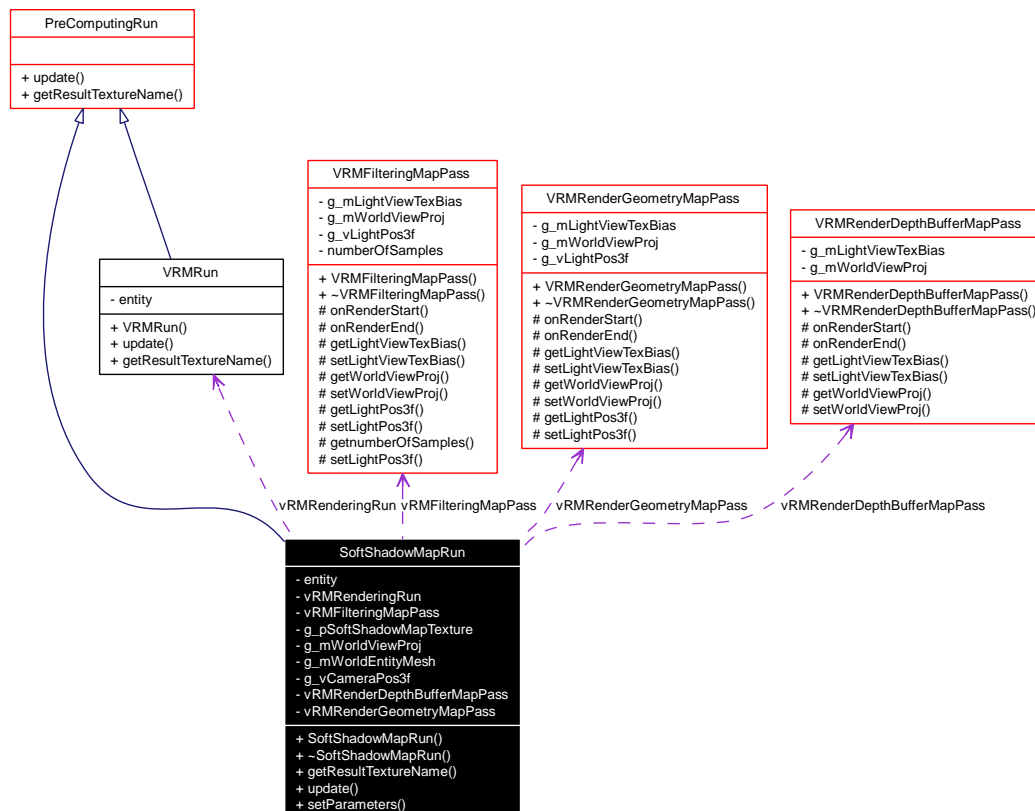 PreComputingRun
+ update()
+ getResultTextureName()
VRMFilteringMapPass
- g_mLightViewTexBias
- g_mWorldViewProj
- g_vLightPos3f
- numberOfSamples
+ VRMFilteringMapPass()
+ ~VRMFilteringMapPass()
# onRenderStart()
# onRenderEnd()
# getLightViewTexBias()
# setLightViewTexBias()
# getWorldViewProj()
# setWorldViewProj()
# getLightPos3f()
# setLightPos3f()
# getnumberOfSamples()
# setLightPos3f()
VRMRenderGeometryMapPass
- g_mLightViewTexBias
- g_mWorldViewProj
- g_vLightPos3f
+ VRMRenderGeometryMapPass()
+ ~VRMRenderGeometryMapPass()
# onRenderStart()
# onRenderEnd()
# getLightViewTexBias()
# setLightViewTexBias()
# getWorldViewProj()
# setWorldViewProj()
# getLightPos3f()
# setLightPos3f()
VRMRenderDepthBufferMapPass
- g_mLightViewTexBias
- g_mWorldViewProj
+ VRMRenderDepthBufferMapPass()
+ ~VRMRenderDepthBufferMapPass()
# onRenderStart()
# onRenderEnd()
# getLightViewTexBias()
# setLightViewTexBias()
# getWorldViewProj()
# setWorldViewProj()
VRMRun
- entity
+ VRMRun()
+ update()
+ getResultTextureName()
vRMRenderingRun
vRMFilteringMapPass
vRMRenderGeometryMapPass
vRMRenderDepthBufferMapPass
SoftShadowMapRun
- entity
- vRMRenderingRun
- vRMFilteringMapPass
- g_pSoftShadowMapTexture
- g_mWorldViewProj
- g_mWorldEntityMesh
- g_vCameraPos3f
- vRMRenderDepthBufferMapPass
- vRMRenderGeometryMapPass
+ SoftShadowMapRun()
+ ~SoftShadowMapRun()
+ getResultTextureName()
+ update()
+ setParameters()